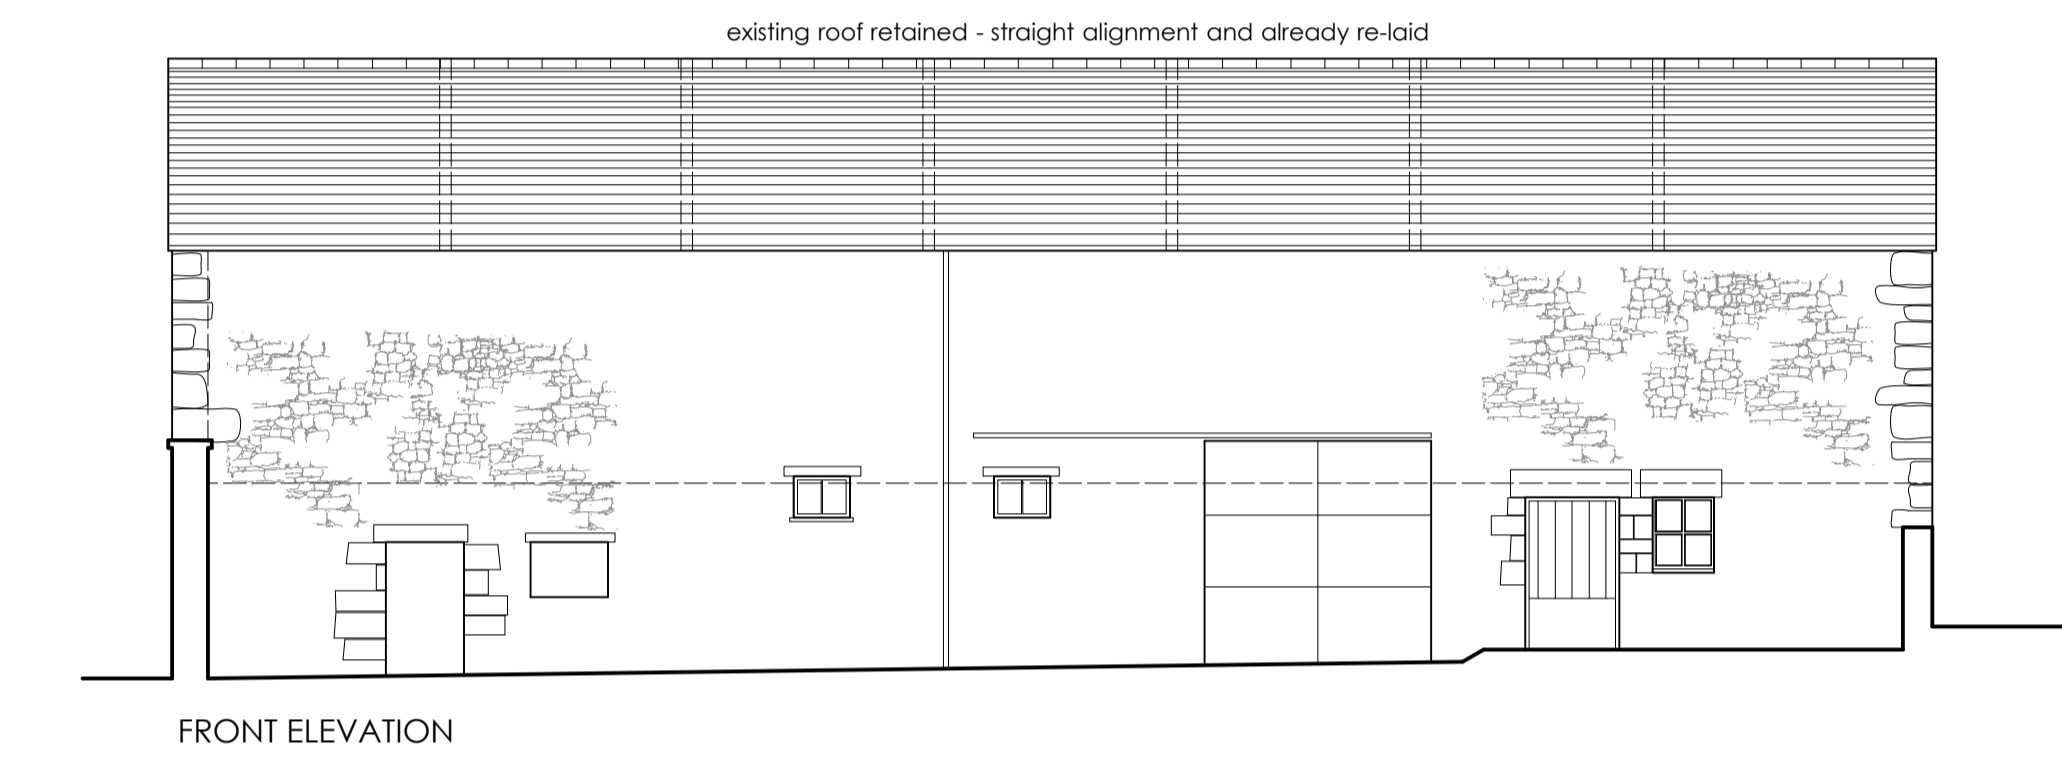 existing roof retained - straight alignment and already re-laid
FRONT ELEVATION